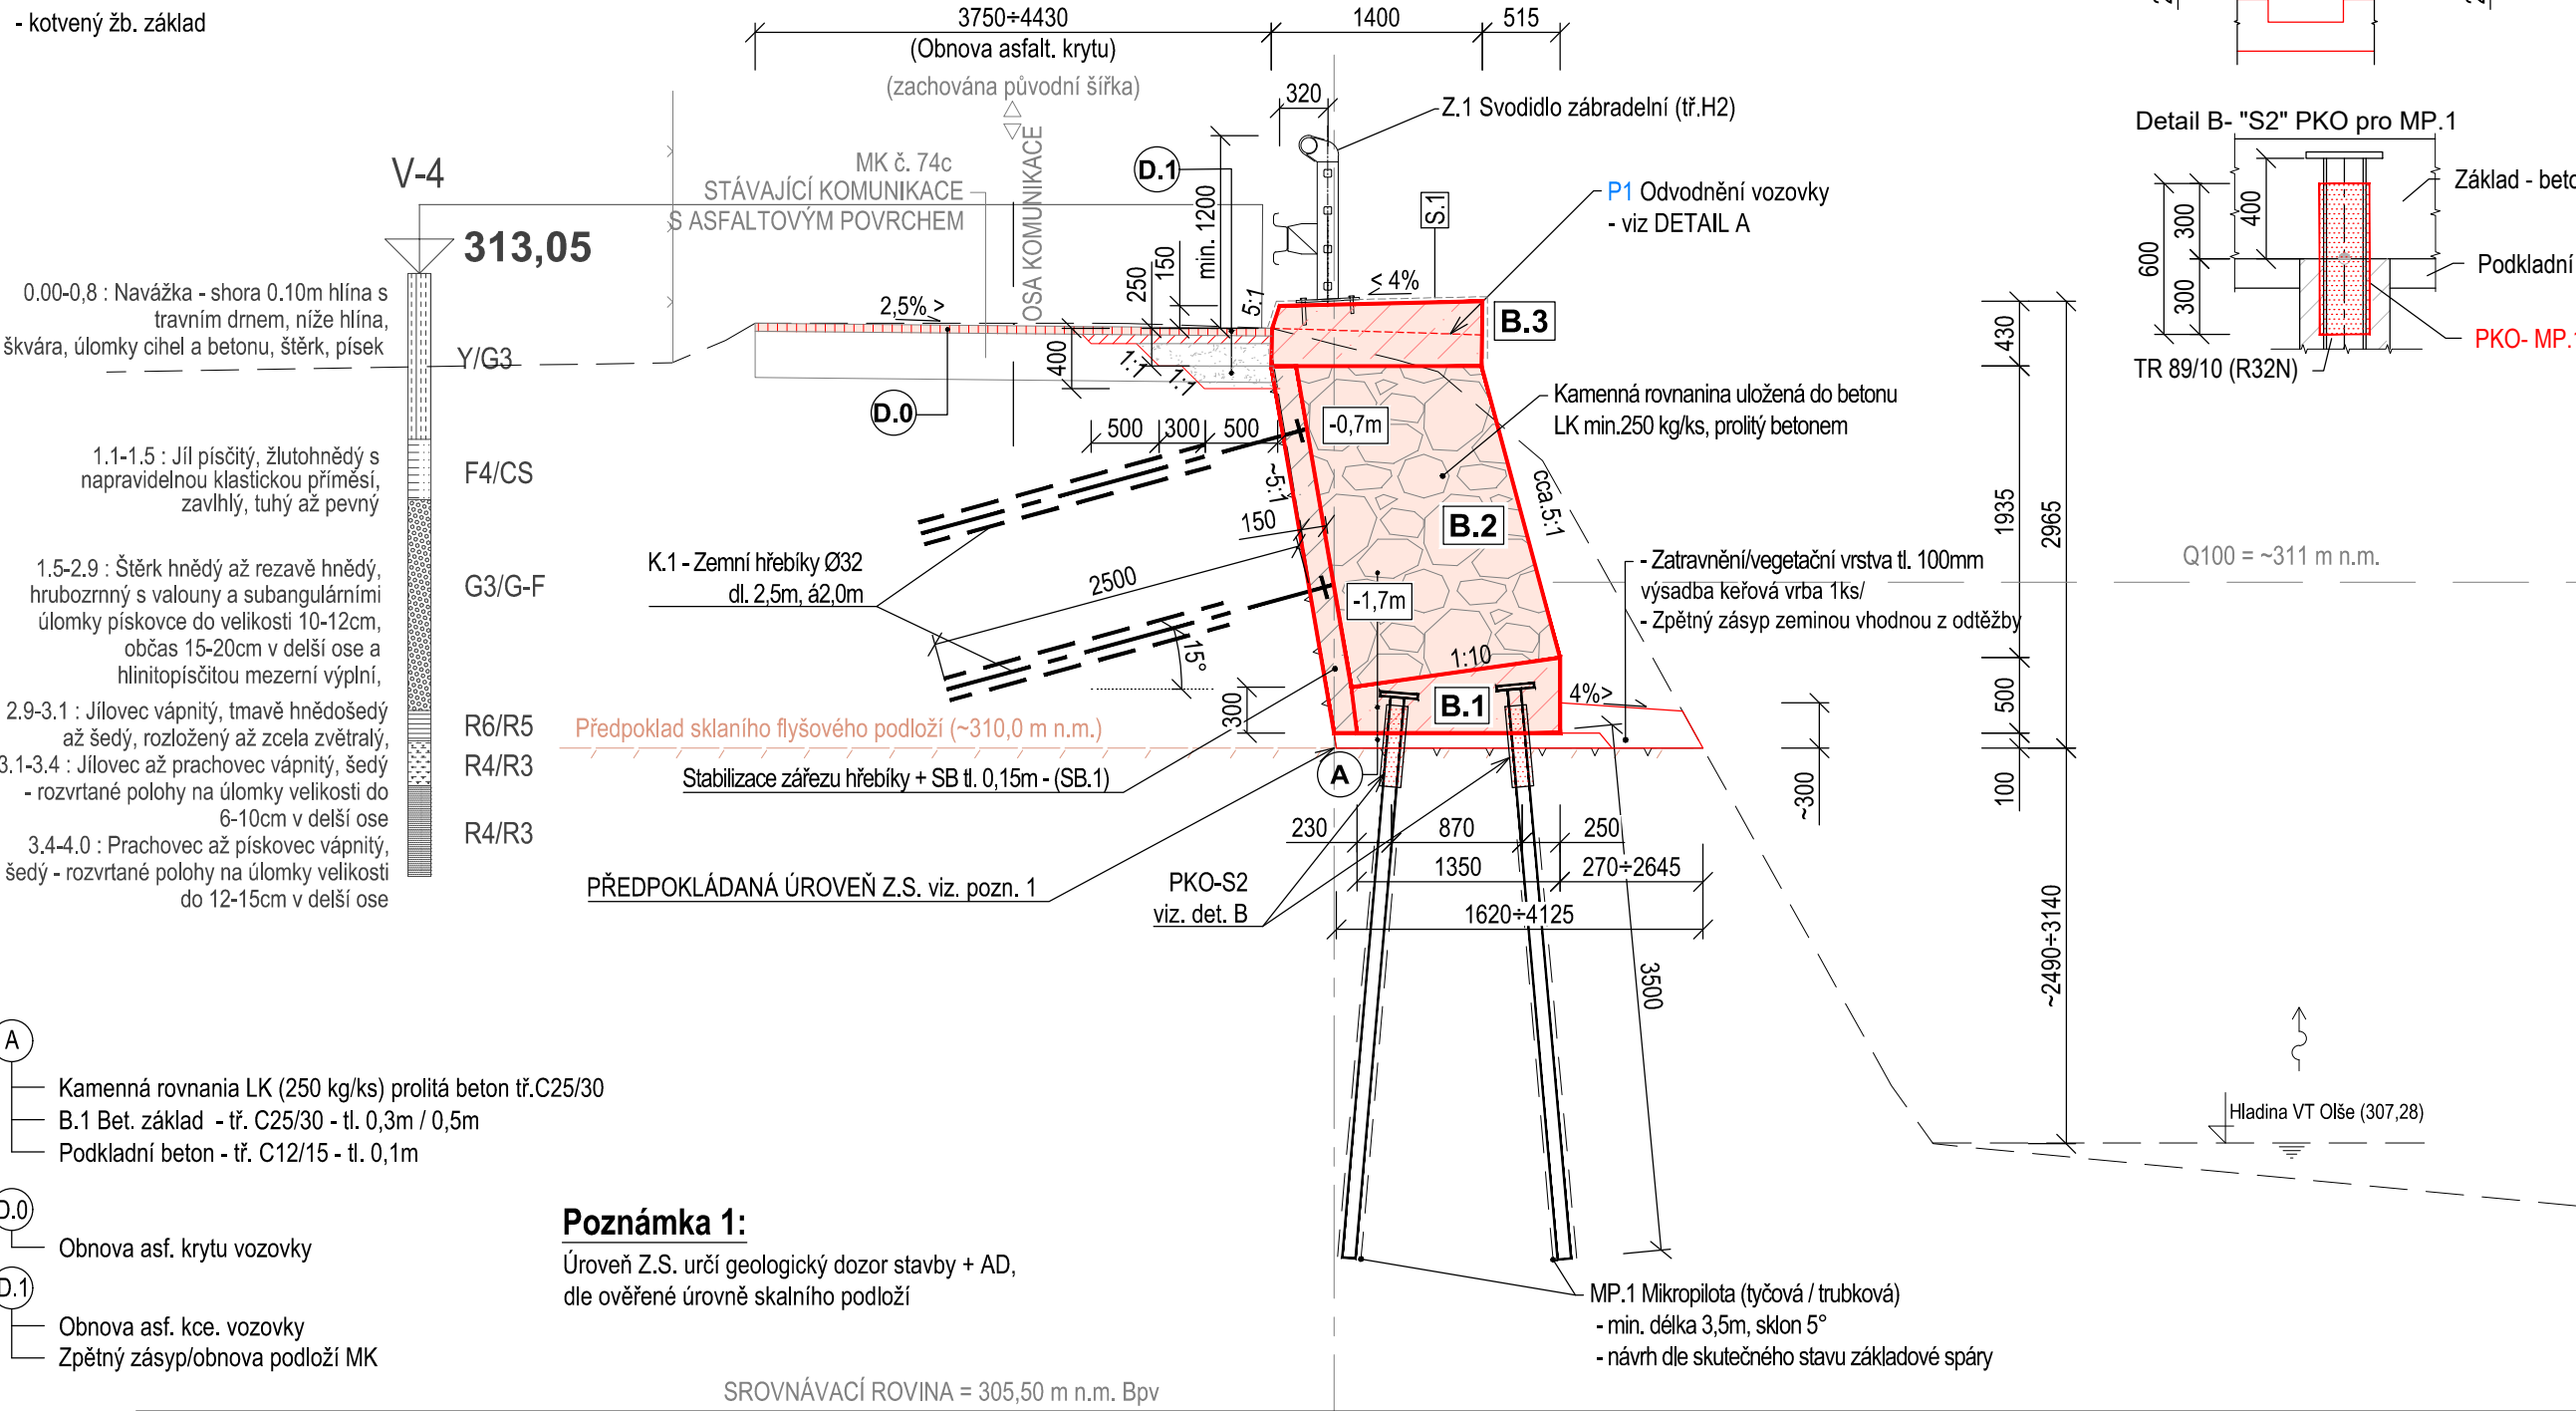 - kotvený žb. základ
3750÷4430
(Obnova asfalt. krytu)
(zachována původní šířka)
1400
515
320
Z.1 Svodidlo zábradelní (tř.H2)
MK č. 74c
STÁVAJÍCÍ KOMUNIKACE
S ASFALTOVÝM POVRCHEM
OSA KOMUNIKACE
D.1
min. 1200
150
250
400
5:1
2,5% >
≤ 4%
S.1
P1 Odvodnění vozovky
- viz DETAIL A
B.3
V-4
313,05
0.00-0,8 : Navážka - shora 0.10m hlína s
travním drnem, níže hlína,
škvára, úlomky cihel a betonu, štěrk, písek
Y/G3
1.1-1.5 : Jíl písčitý, žlutohnědý s
napravidelnou klastickou příměsí,
zavlhlý, tuhý až pevný
F4/CS
1.5-2.9 : Štěrk hnědý až rezavě hnědý,
hrubozrnný s valouny a subangulárními
úlomky pískovce do velikosti 10-12cm,
občas 15-20cm v delší ose a
hlinitopísčitou mezerní výplní,
G3/G-F
2.9-3.1 : Jílovec vápnitý, tmavě hnědošedý
až šedý, rozložený až zcela zvětralý,
R6/R5
3.1-3.4 : Jílovec až prachovec vápnitý, šedý
- rozvrtané polohy na úlomky velikosti do
6-10cm v delší ose
R4/R3
3.4-4.0 : Prachovec až pískovec vápnitý,
šedý - rozvrtané polohy na úlomky velikosti
do 12-15cm v delší ose
R4/R3
D.0
1:1
1:1
500
300
500
-0,7m
Kamenná rovnanina uložená do betonu
LK min.250 kg/ks, prolitý betonem
~5:1
150
cca.5:1
B.2
K.1 - Zemní hřebíky Ø32
dl. 2,5m, á2,0m
2500
-1,7m
15°
- Zatravnění/vegetační vrstva tl. 100mm
výsadba keřová vrba 1ks/
- Zpětný zásyp zeminou vhodnou z odtěžby
1:10
B.1
4%>
300
Předpoklad sklaního flyšového podloží (~310,0 m n.m.)
Stabilizace zářezu hřebíky + SB tl. 0,15m - (SB.1)
A
PŘEDPOKLÁDANÁ ÚROVEŇ Z.S. viz. pozn. 1
PKO-S2
viz. det. B
230
870
250
1350
270÷2645
1620÷4125
3500
430
1935
2965
500
100
~300
~2490÷3140
Q100 = ~311 m n.m.
Hladina VT Olše (307,28)
Detail B- "S2" PKO pro MP.1
600
300
300
400
Podkladní
TR 89/10 (R32N)
Základ -
PKO-
A
Kamenná rovnania LK (250 kg/ks) prolitá beton tř.C25/30
B.1 Bet. základ - tř. C25/30 - tl. 0,3m / 0,5m
Podkladní beton - tř. C12/15 - tl. 0,1m
D.0
Obnova asf. krytu vozovky
D.1
Obnova asf. kce. vozovky
Zpětný zásyp/obnova podloží MK
Poznámka 1:
Úroveň Z.S. určí geologický dozor stavby + AD,
dle ověřené úrovně skalního podloží
MP.1 Mikropilota (tyčová / trubková)
- min. délka 3,5m, sklon 5°
- návrh dle skutečného stavu základové spáry
SROVNÁVACÍ ROVINA = 305,50 m n.m. Bpv